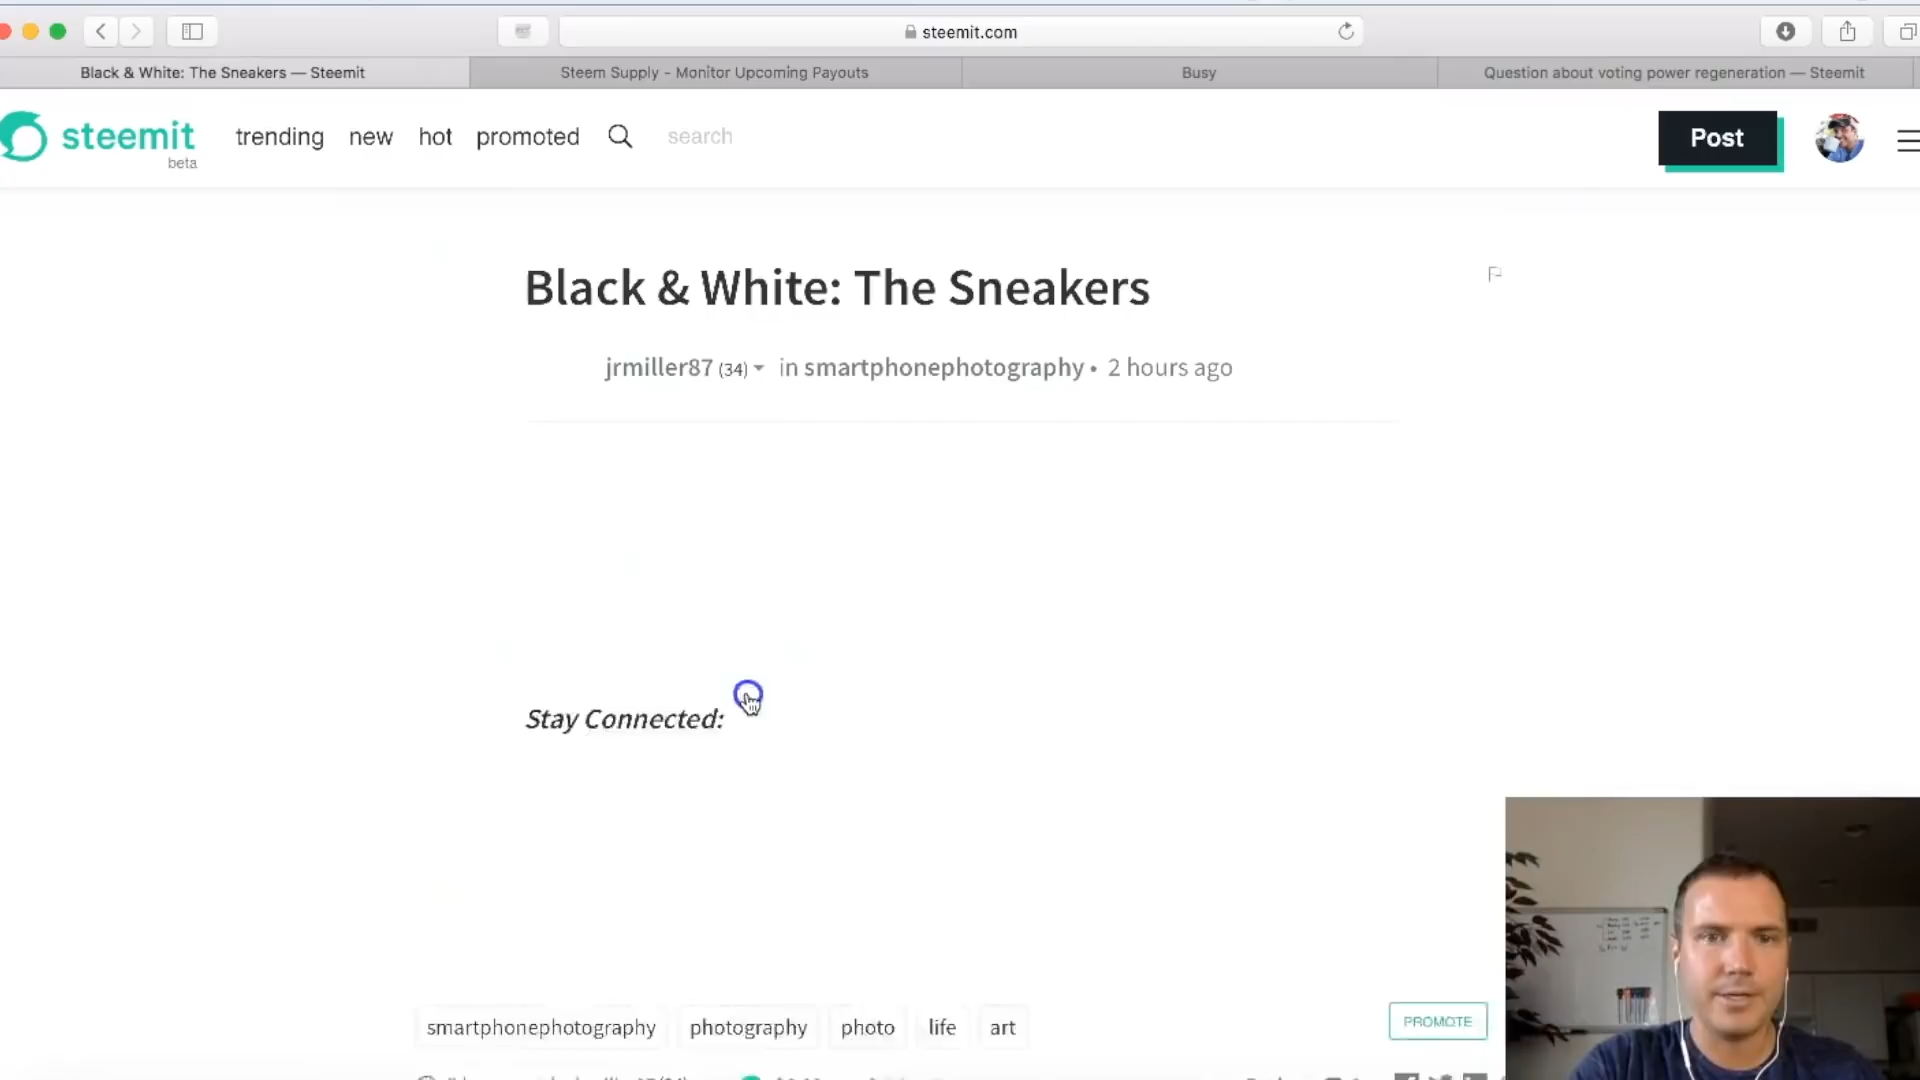 steemit.com
Black & White: The Sneakers — Steemit
Steem Supply - Monitor Upcoming Payouts
Busy
Question about voting power regeneration — Steemit
steemit
beta
trending new hot promoted search
Post
Black & White: The Sneakers
jrmiller87 (34) in smartphonephotography • 2 hours ago
Stay Connected:
smartphonephotography photography photo life art
PROMOTE